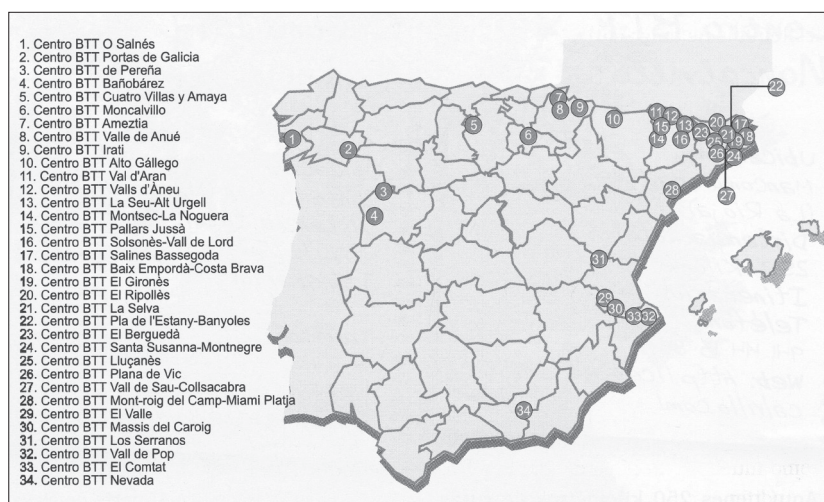 1. Centro BTT O Salnés
2. Centro BTT Portas de Galicia
3. Centro BTT de Pereña
4. Centro BTT Bañobárez
5. Centro BTT Cuatro Villas y Amaya
6. Centro BTT Moncalvillo
7. Centro BTT Ameztia
8. Centro BTT Valle de Anué
9. Centro BTT Irati
10. Centro BTT Alto Gállego
11. Centro BTT Val d'Aran
12. Centro BTT Valls d'Àneu
13. Centro BTT La Seu-Alt Urgell
14. Centro BTT Montsec-La Noguera
15. Centro BTT Pallars Jussà
16. Centro BTT Solsonès-Vall de Lord
17. Centro BTT Salines Bassegoda
18. Centro BTT Baix Empordà-Costa Brava
19. Centro BTT El Gironès
20. Centro BTT El Ripollès
21. Centro BTT La Selva
22. Centro BTT Pla de l'Estany-Banyoles
23. Centro BTT El Berguedà
24. Centro BTT Santa Susanna-Montnegre
25. Centro BTT Lluçanès
26. Centro BTT Plana de Vic
27. Centro BTT Vall de Sau-Collsacabra
28. Centro BTT Mont-roig del Camp-Miami Platja
29. Centro BTT El Valle
30. Centro BTT Massis del Caroig
31. Centro BTT Los Serranos
32. Centro BTT Vall de Pop
33. Centro BTT El Comtat
34. Centro BTT Nevada
22
7
8 9
11 12
10
5
6
15 13 20 17
23 21 18
1
2
14 16 25 19
26 24
3
28
27
4
31
29
30
33 32
34